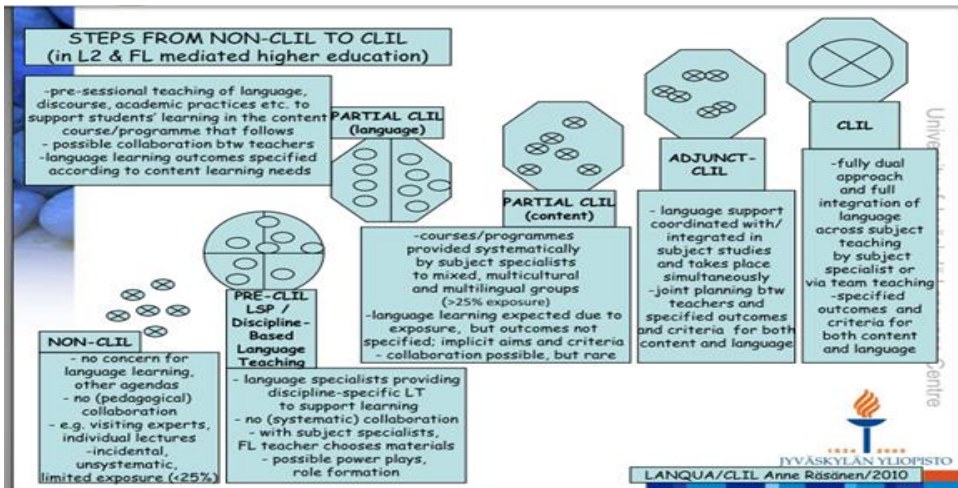 STEPS FROM NON-CLIL TO CLIL
(in L2 & FL mediated higher education)
-pre-sessional teaching of language,
discourse, academic practices etc. to
support students' learning in the content
course/programme that follows
- possible collaboration btw teachers
-language learning outcomes specified
according to content learning needs
PARTIAL CLIL
(language)
NON-CLIL
- no concern for
language learning,
other agendas
- no (pedagogical)
collaboration
- e.g. visiting experts,
individual lectures
-incidental,
unsystematic,
limited exposure (<25%)
PRE-CLIL
LSP /
Discipline-
Based
Language
Teaching
- language specialists providing
discipline-specific LT
to support learning
- no (systematic) collaboration
- with subject specialists,
FL teacher chooses materials
- possible power plays,
role formation
PARTIAL CLIL
(content)
- courses/programmes
provided systematically
by subject specialists
to mixed, multicultural
and multilingual groups
(>25% exposure)
-language learning expected due to
exposure, but outcomes not
specified; implicit aims and criteria
- collaboration possible, but rare
ADJUNCT-
CLIL
- language support
coordinated with/
integrated in
subject studies
and takes place
simultaneously
-joint planning btw
teachers and
specified outcomes
and criteria for both
content and language
CLIL
-fully dual
approach
and full
integration of
language
across subject
teaching
by subject
specialist or
via team teaching
-specified
outcomes and
criteria for
both content
and language
University of
Centre
JYVÄSKYLÄN YLIOPISTO
LANQUA/CLIL Anne Räsänen/2010